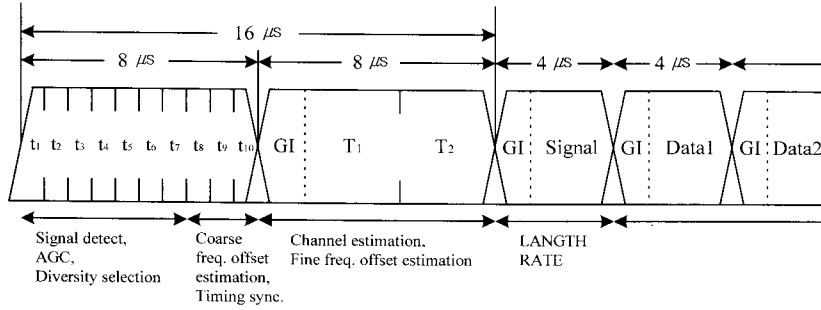 16 μs
8 μs 8 μs 4 μs 4 μs
t1 t2 t3 t4 t5 t6 t7 t8 t9 t10 GI T1 T2 GI Signal GI Data1 GI Data2
Signal detect,
AGC,
Diversity selection
Coarse
freq. offset
estimation,
Timing sync.
Channel estimation,
Fine freq. offset estimation
LANGTH
RATE